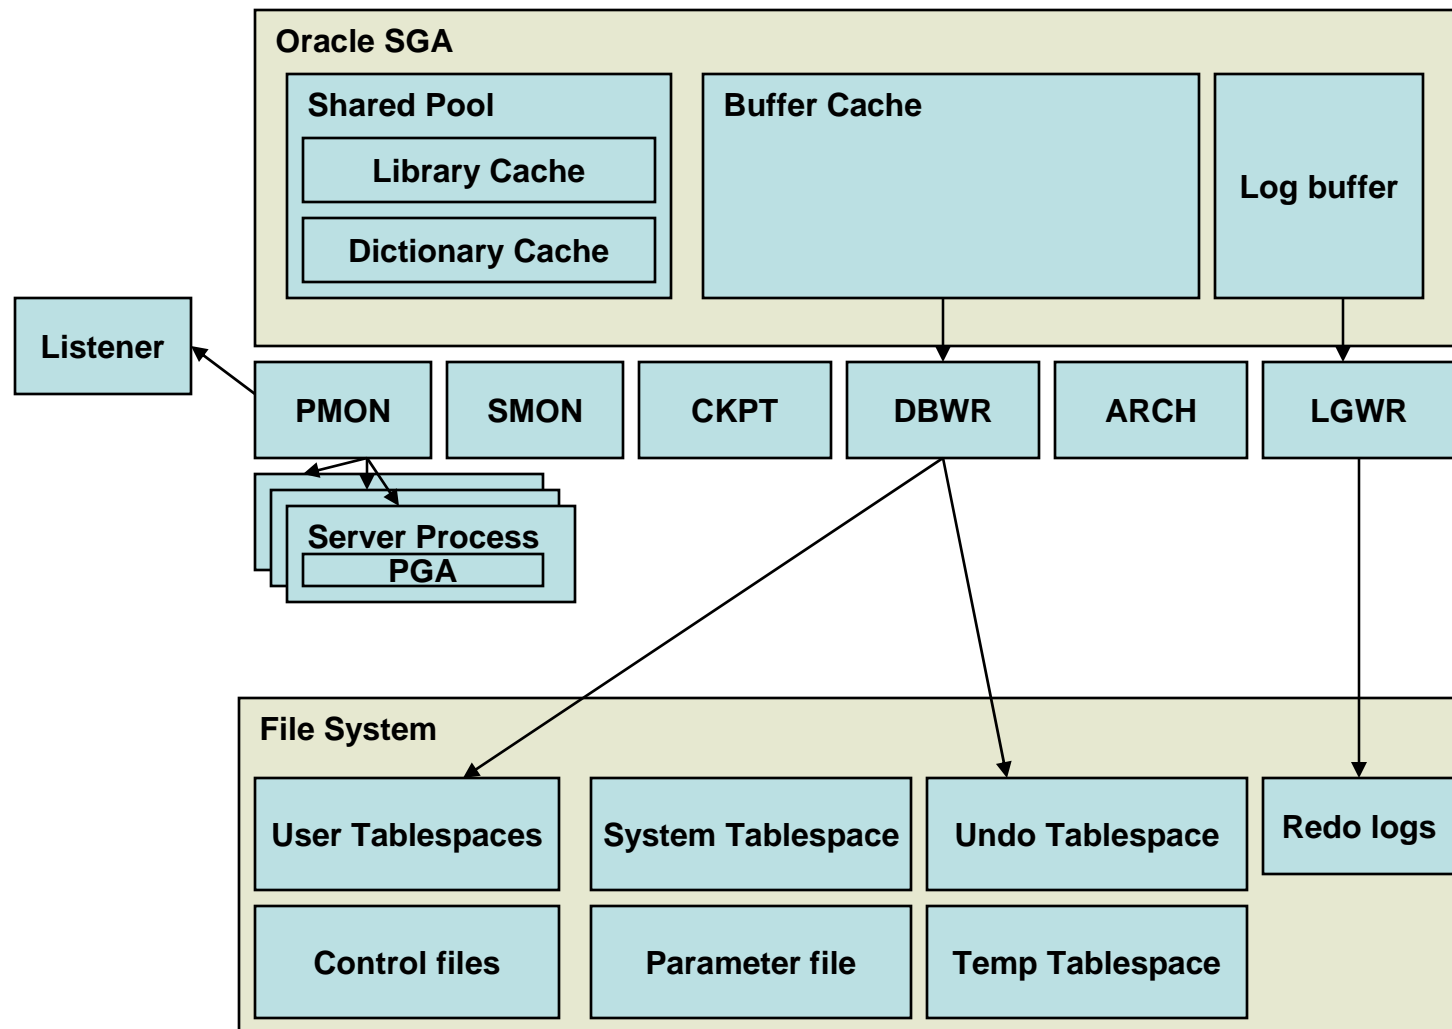 Oracle SGA
Shared Pool
Library Cache
Dictionary Cache
Buffer Cache
Log buffer
Listener
PMON
SMON
CKPT
DBWR
ARCH
LGWR
Server Process
PGA
File System
User Tablespaces
System Tablespace
Undo Tablespace
Redo logs
Control files
Parameter file
Temp Tablespace